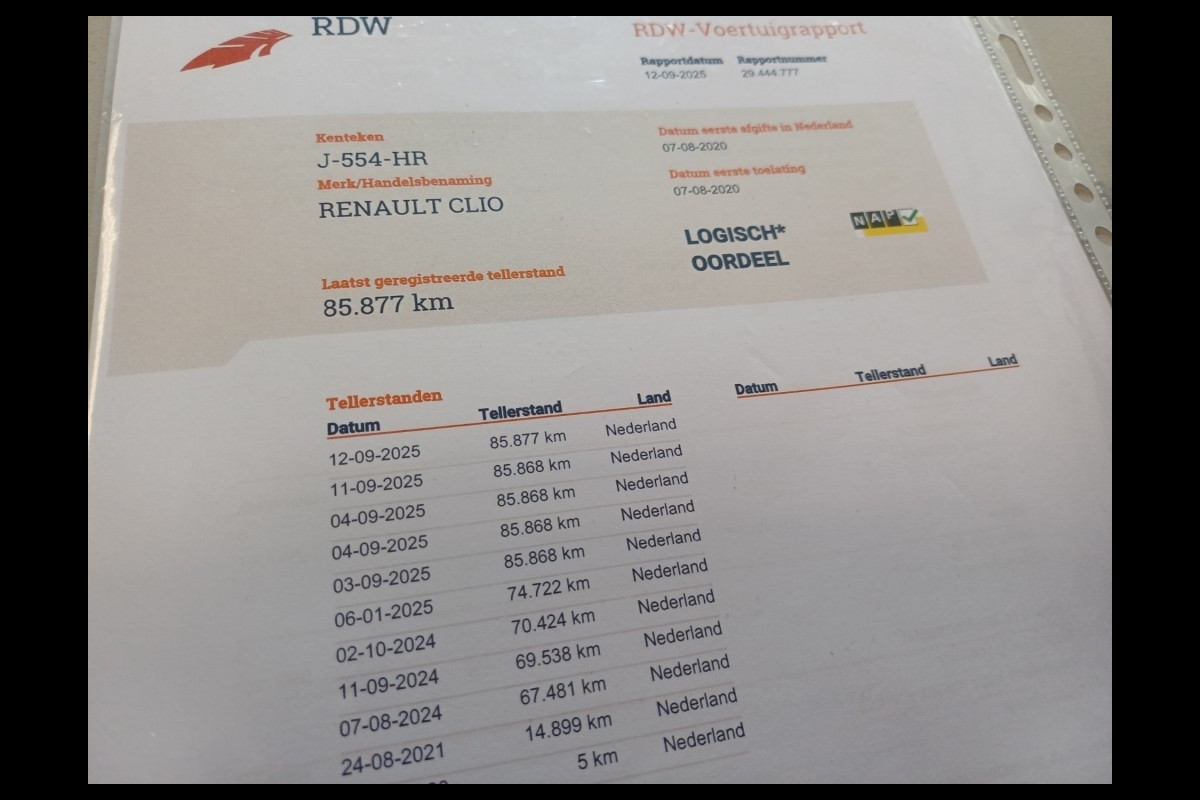 RDW
RDW-Voertuigrapport
Rapportdatum Rapportnummer
12-09-2025 29.444.777
Kenteken
J-554-HR
Merk/Handelsbenaming
RENAULT CLIO
Datum eerste afgifte in Nederland
07-08-2020
Datum eerste toelating
07-08-2020
LOGISCH*
OORDEEL
NAP
Laatst geregistreerde tellerstand
85.877 km
Tellerstanden
Datum Tellerstand Land
Datum Tellerstand Land
12-09-2025 85.877 km Nederland
11-09-2025 85.868 km Nederland
04-09-2025 85.868 km Nederland
04-09-2025 85.868 km Nederland
03-09-2025 85.868 km Nederland
06-01-2025 74.722 km Nederland
02-10-2024 70.424 km Nederland
11-09-2024 69.538 km Nederland
07-08-2024 67.481 km Nederland
24-08-2021 14.899 km Nederland
5 km Nederland